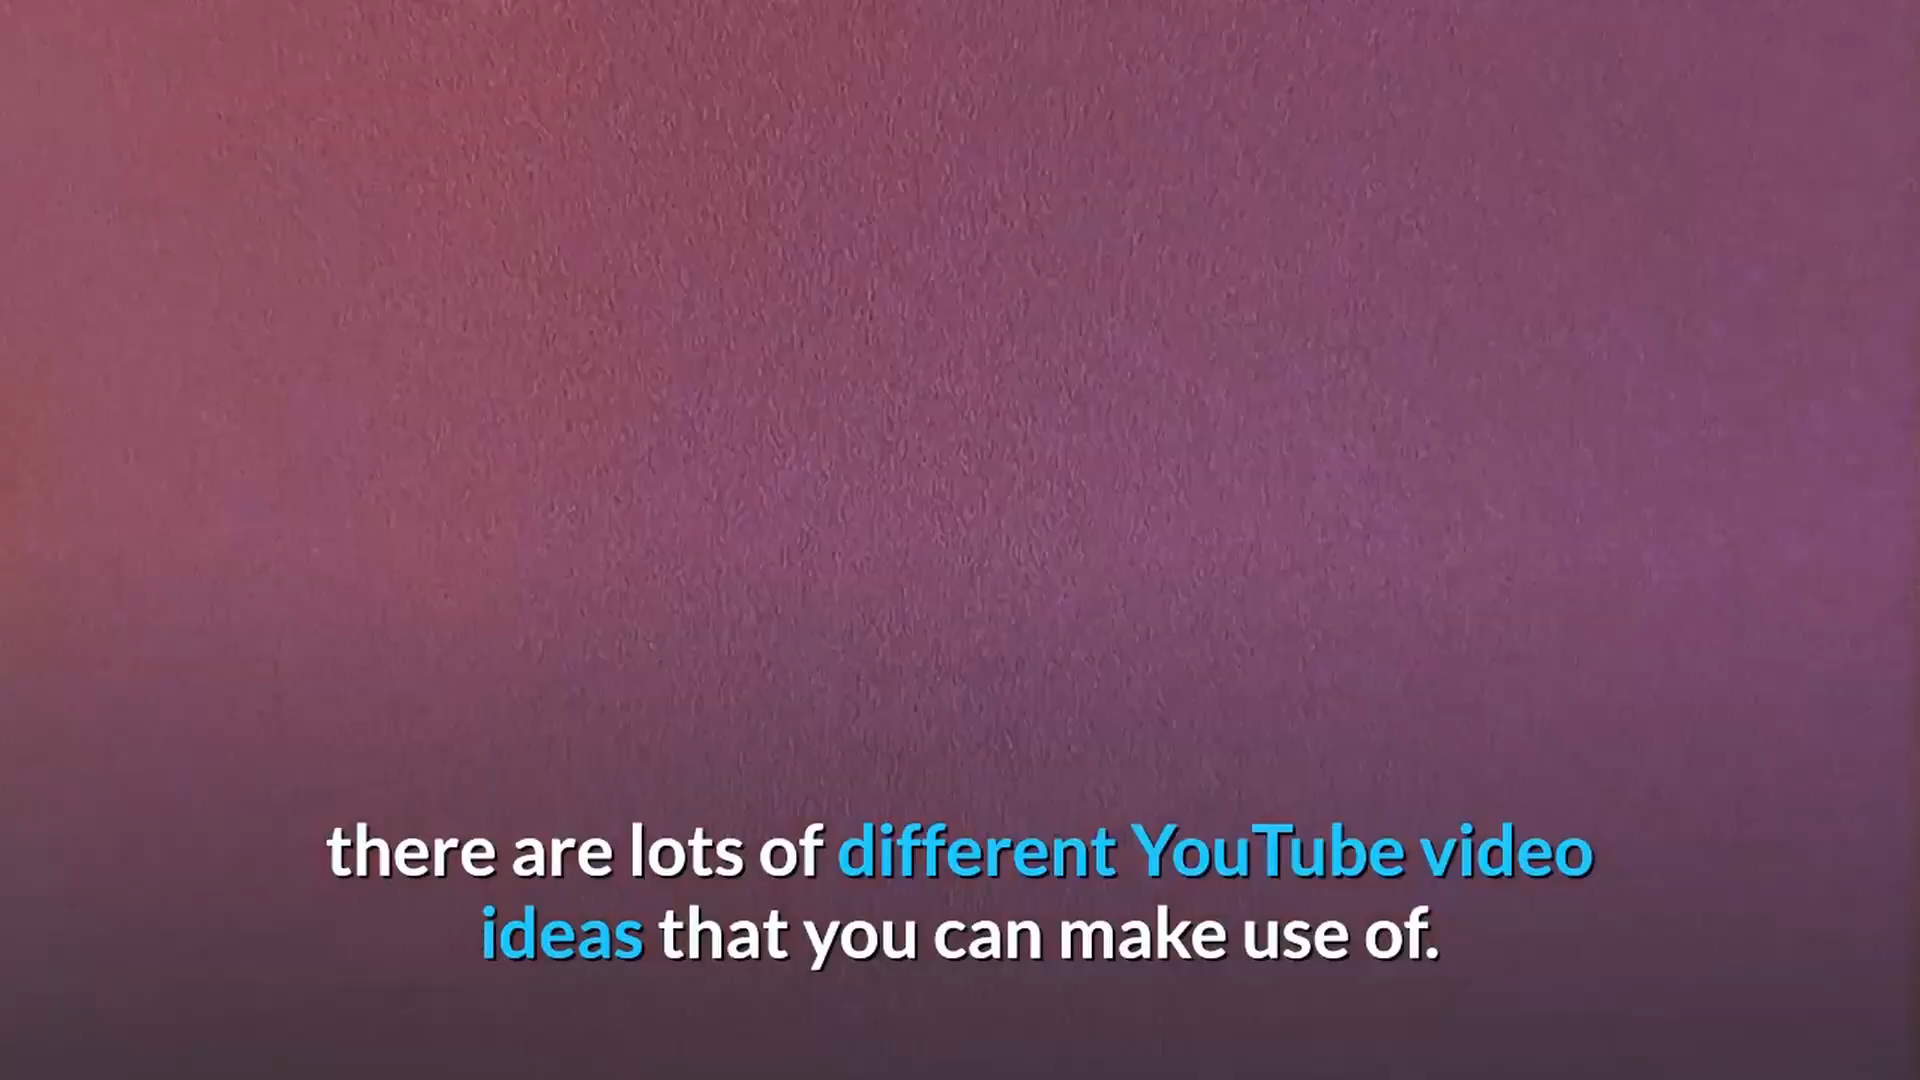 there are lots of different YouTube video
ideas that you can make use of.